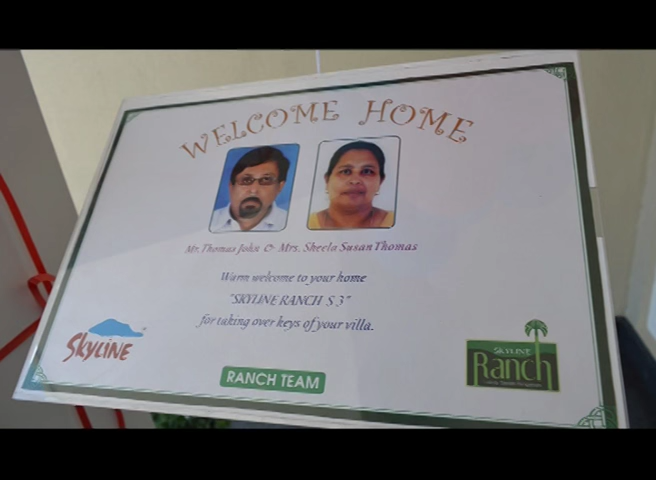 WELCOME HOME
Mr. Thomas John & Mrs. Sheela Susan Thomas
Warm welcome to your home
"SKYLINE RANCH S 3"
for taking over keys of your villa.
SKYLINE
RANCH TEAM
SKYLINE
Ranch